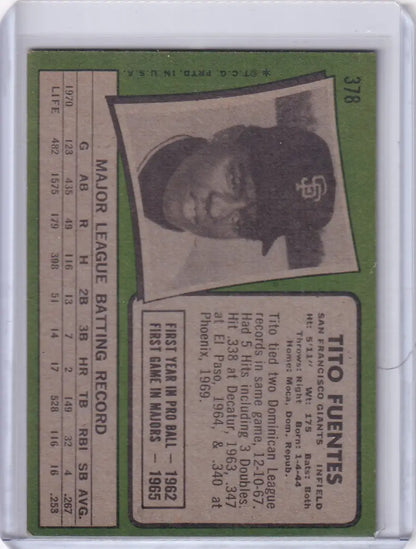 378
TITO FUENTES
SAN FRANCISCO GIANTS INFIELD
Ht: 5'11" Wt: 175 Bats: Both
Throws: Right Born: 1-4-44
Home: Moca, Dom. Repub.
Tito tied two Dominican League
records in same game, 12-10-67.
Had 5 Hits including 3 Doubles.
Hit .338 at Decatur, 1963, .347
at El Paso, 1964, & .340 at
Phoenix, 1969.
FIRST YEAR IN PRO BALL — 1962
FIRST GAME IN MAJORS — 1965
SF
*©T.C.G. PRTD. IN U.S.A.
MAJOR LEAGUE BATTING RECORD
G AB R H 2B 3B HR TB RBI SB AVG.
1970 123 435 49 116 13 7 2 149 32 4 .267
LIFE 482 1575 179 398 51 14 17 528 116 16 .253